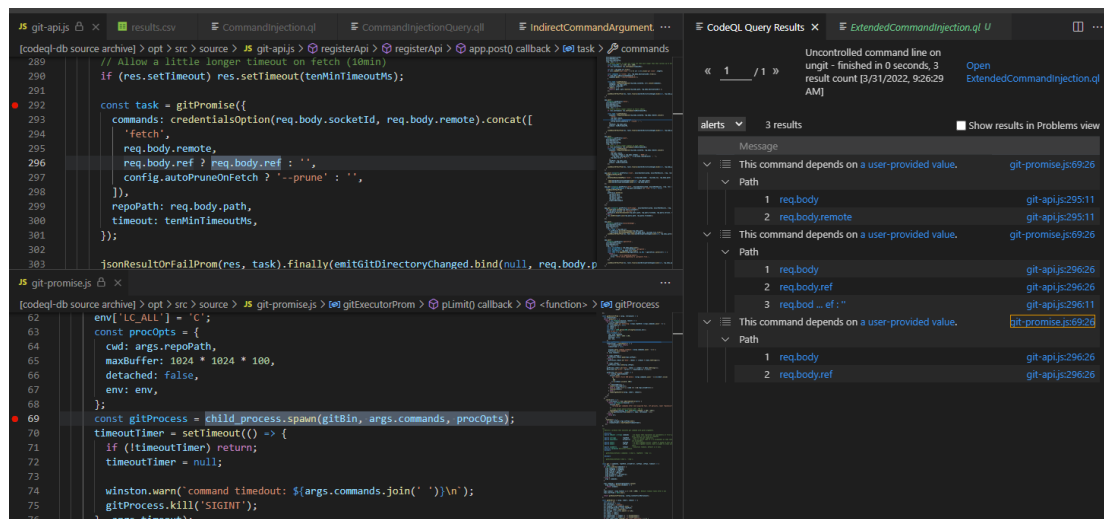 JS git-api.js
results.csv
CommandInjection.ql
CommandInjectionQuery.qll
IndirectCommandArgument. ...
[codeql-db source archive] > opt > src > source > JS git-api.js > registerApi > registerApi > app.post() callback > task > commands
289 // Allow a little longer timeout on fetch (10min)
290 if (res.setTimeout) res.setTimeout(tenMinTimeoutMs);
291
292 const task = gitPromise({
293 commands: credentialsOption(req.body.socketId, req.body.remote).concat([
294 'fetch',
295 req.body.remote,
296 req.body.ref ? req.body.ref : '',
297 config.autoPruneOnFetch ? '--prune' : '',
298 ]),
299 repoPath: req.body.path,
300 timeout: tenMinTimeoutMs,
301 });
302
303 jsonResultOrFailProm(res, task).finally(emitGitDirectoryChanged.bind(null, req.body.p
JS git-promise.js
...
[codeql-db source archive] > opt > src > source > JS git-promise.js > gitExecutorProm > pLimit() callback > <function> > gitProcess
62 env['LC_ALL'] = 'C';
63 const procOpts = {
64 cwd: args.repoPath,
65 maxBuffer: 1024 * 1024 * 100,
66 detached: false,
67 env: env,
68 };
69 const gitProcess = child_process.spawn(gitBin, args.commands, procOpts);
70 timeoutTimer = setTimeout(() => {
71 if (!timeoutTimer) return;
72 timeoutTimer = null;
73
74 winston.warn(`command timedout: ${args.commands.join(' ')}\n`);
75 gitProcess.kill('SIGINT');
CodeQL Query Results
ExtendedCommandInjection.ql U
« 1 / 1 »
Uncontrolled command line on
ungit - finished in 0 seconds, 3
result count [3/31/2022, 9:26:29
AM]
Open
ExtendedCommandInjection.ql
alerts
3 results
Show results in Problems view
Message
This command depends on a user-provided value. git-promise.js:69:26
Path
1 req.body git-api.js:295:11
2 req.body.remote git-api.js:295:11
This command depends on a user-provided value. git-promise.js:69:26
Path
1 req.body git-api.js:296:26
2 req.body.ref git-api.js:296:26
3 req.bod ... ef : '' git-api.js:296:11
This command depends on a user-provided value. git-promise.js:69:26
Path
1 req.body git-api.js:296:26
2 req.body.ref git-api.js:296:26